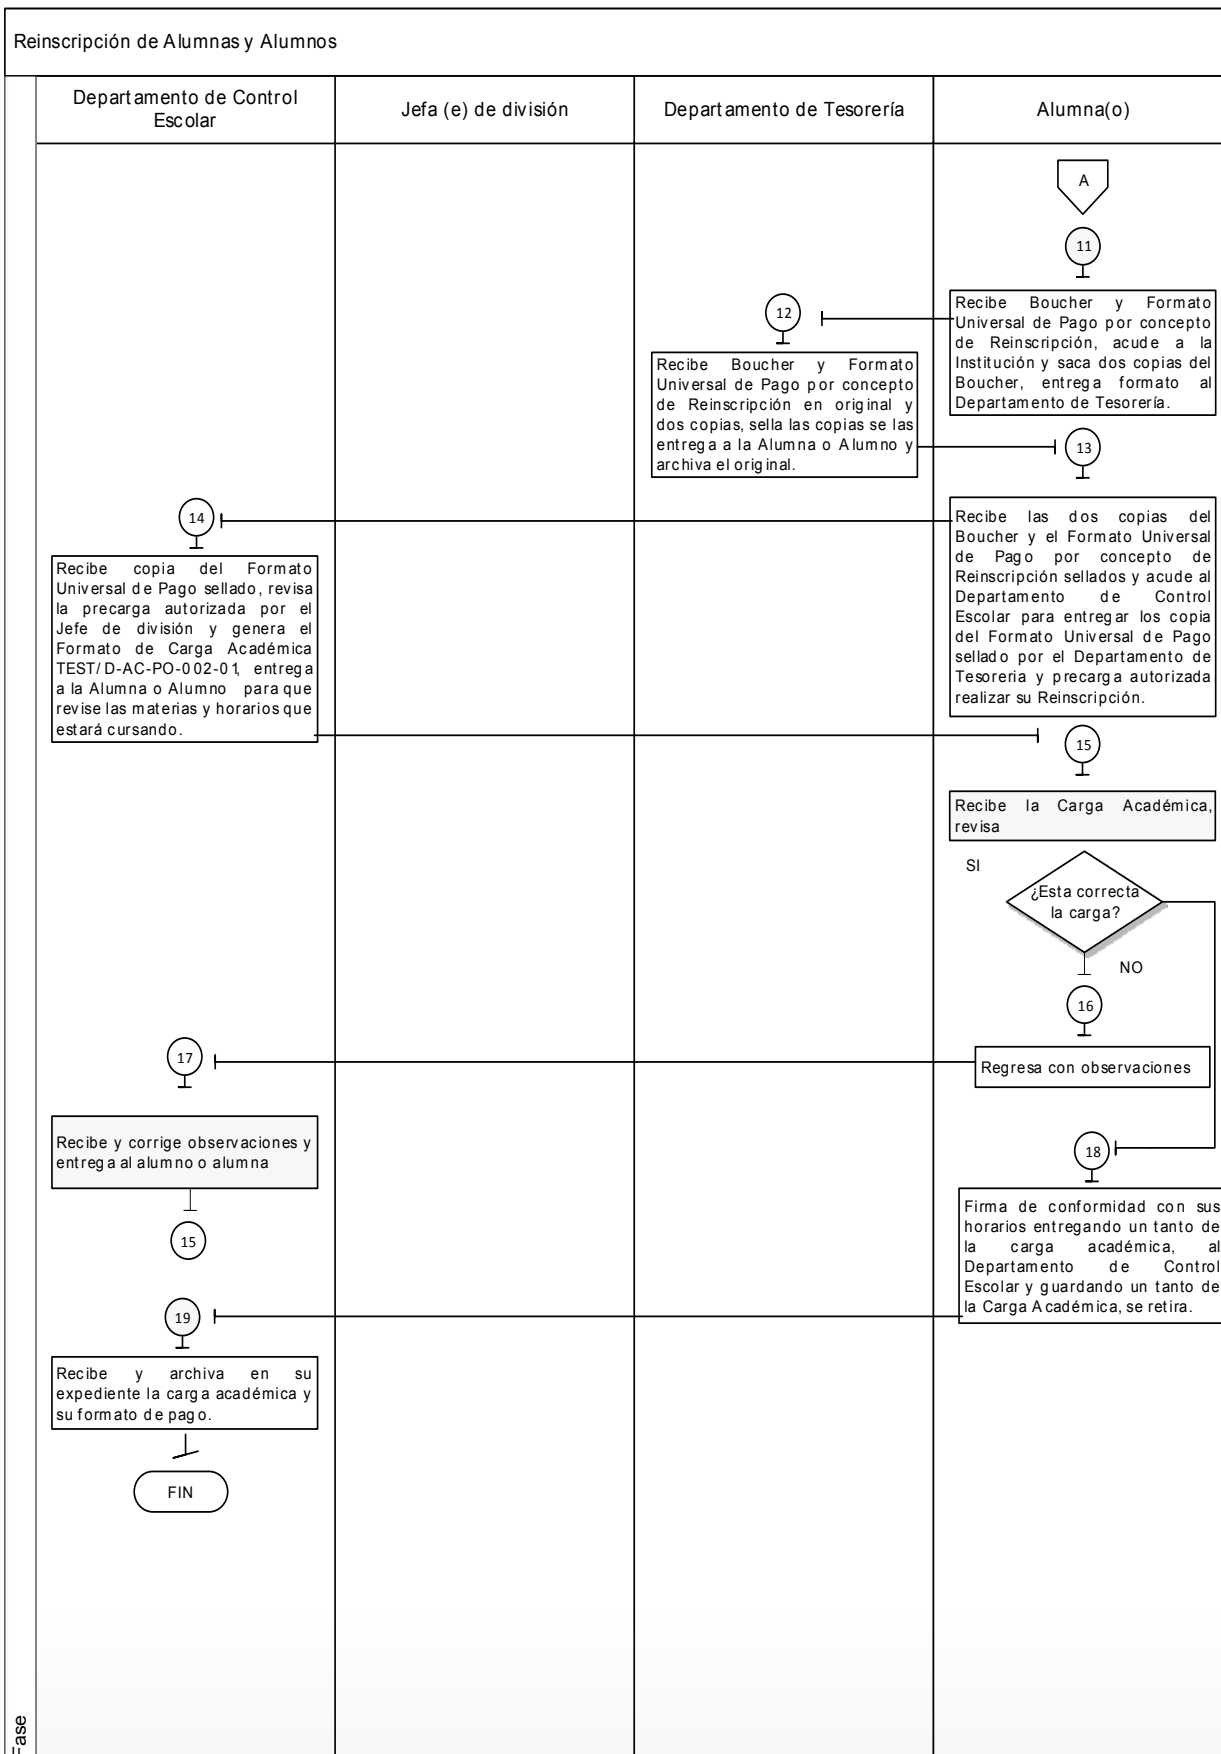 Reinscripción de Alumnas y Alumnos
Departamento de Control
Escolar
Jefa (e) de división
Departamento de Tesorería
Alumna(o)
A
11
Recibe Boucher y Formato
Universal de Pago por concepto
de Reinscripción, acude a la
Institución y saca dos copias del
Boucher, entrega formato al
Departamento de Tesorería.
12
Recibe Boucher y Formato
Universal de Pago por concepto
de Reinscripción en original y
dos copias, sella las copias se las
entrega a la Alumna o Alumno y
archiva el original.
13
Recibe las dos copias del
Boucher y el Formato Universal
de Pago por concepto de
Reinscripción sellados y acude al
Departamento de Control
Escolar para entregar los copia
del Formato Universal de Pago
sellado por el Departamento de
Tesoreria y precarga autorizada
realizar su Reinscripción.
14
Recibe copia del Formato
Universal de Pago sellado, revisa
la precarga autorizada por el
Jefe de división y genera el
Formato de Carga Académica
TEST/D-AC-PO-002-01, entrega
a la Alumna o Alumno para que
revise las materias y horarios que
estará cursando.
15
Recibe la Carga Académica,
revisa
SI
¿Esta correcta
la carga?
NO
16
Regresa con observaciones
17
Recibe y corrige observaciones y
entrega al alumno o alumna
15
18
Firma de conformidad con sus
horarios entregando un tanto de
la carga académica, al
Departamento de Control
Escolar y guardando un tanto de
la Carga Académica, se retira.
19
Recibe y archiva en su
expediente la carga académica y
su formato de pago.
FIN
Fase